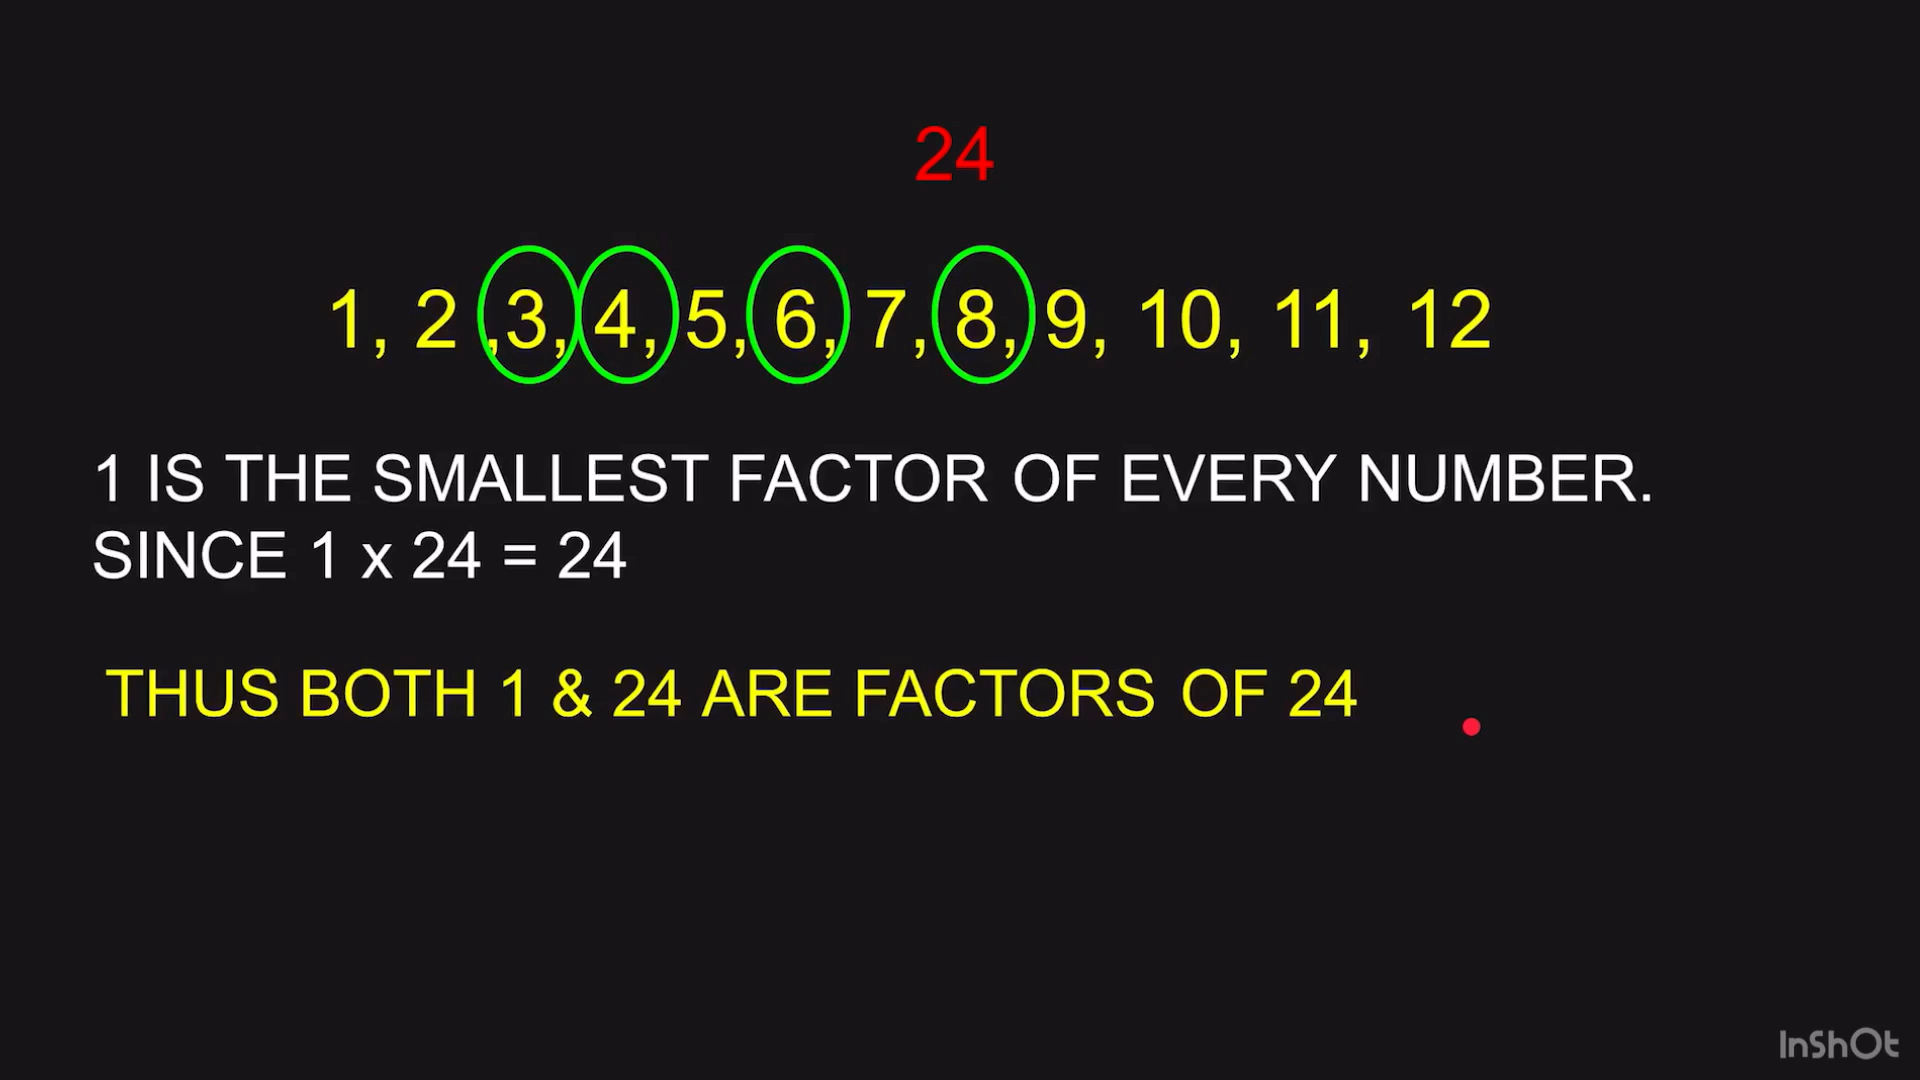 24
1, 2 ,3, 4, 5, 6, 7, 8, 9, 10, 11, 12
1 IS THE SMALLEST FACTOR OF EVERY NUMBER.
SINCE 1 x 24 = 24
THUS BOTH 1 & 24 ARE FACTORS OF 24
InShOt